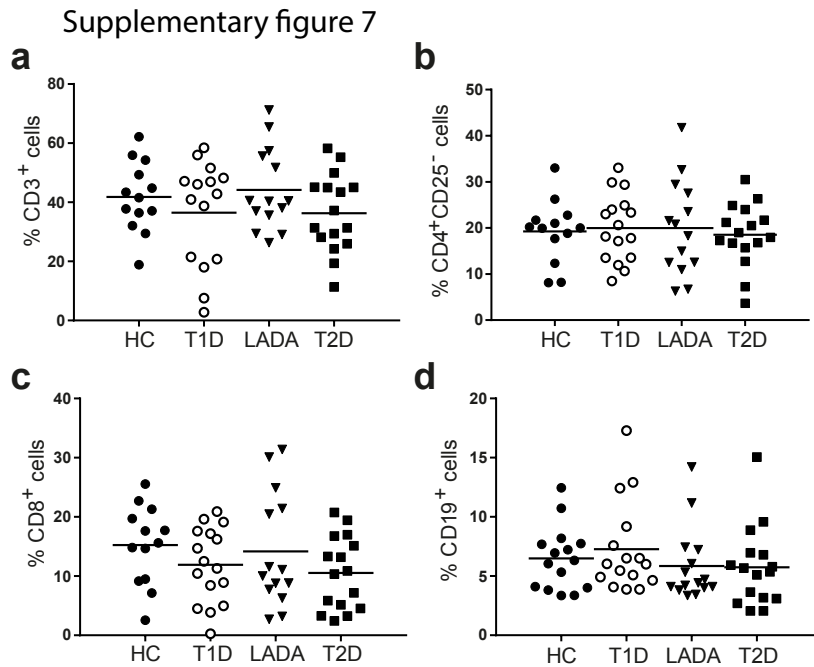 Supplementary figure 7
a
% CD3+ cells
80
60
40
20
0
HC T1D LADA T2D
b
% CD4+CD25- cells
50
40
30
20
10
0
HC T1D LADA T2D
c
% CD8+ cells
40
30
20
10
0
HC T1D LADA T2D
d
% CD19+ cells
20
15
10
5
0
HC T1D LADA T2D